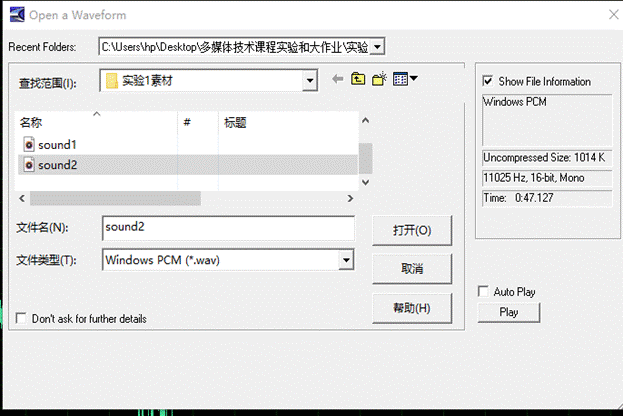 Open a Waveform
Recent Folders: C:\Users\hp\Desktop\多媒体技术课程实验和大作业\实验
查找范围(I): 实验1素材
名称 # 标题
sound1
sound2
文件名(N): sound2 打开(O)
文件类型(T): Windows PCM (*.wav) 取消
帮助(H)
Don't ask for further details
Show File Information
Windows PCM
Uncompressed Size: 1014 K
11025 Hz, 16-bit, Mono
Time: 0:47.127
Auto Play
Play